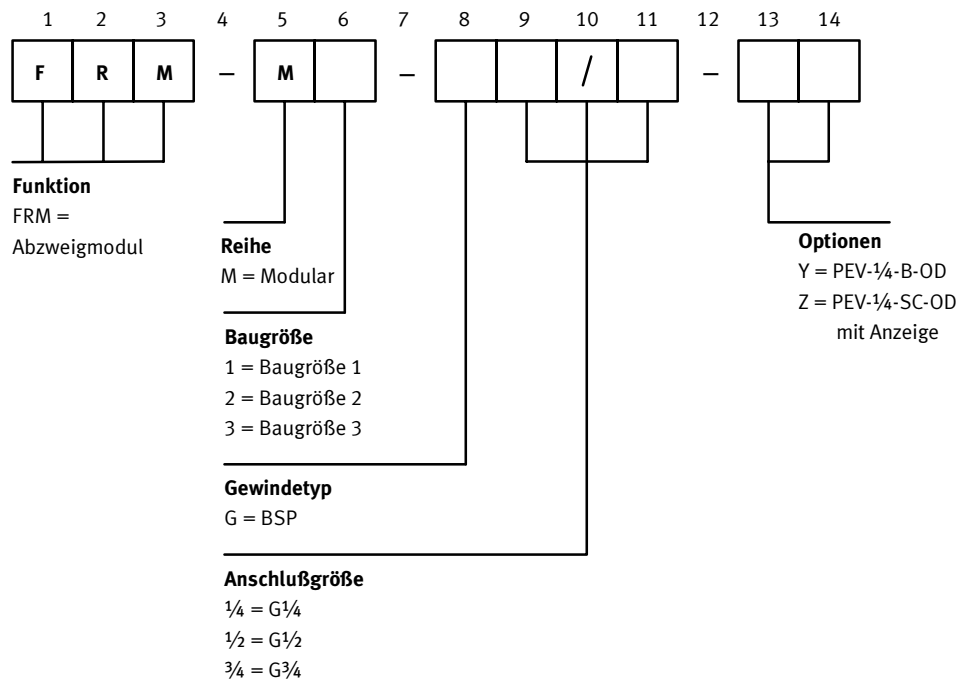 1 2 3 4 5 6 7 8 9 10 11 12 13 14
F R M – M – / –
Funktion
FRM =
Abzweigmodul
Reihe
M = Modular
Baugröße
1 = Baugröße 1
2 = Baugröße 2
3 = Baugröße 3
Gewindetyp
G = BSP
Anschlußgröße
¼ = G¼
½ = G½
¾ = G¾
Optionen
Y = PEV-¼-B-OD
Z = PEV-¼-SC-OD
mit Anzeige